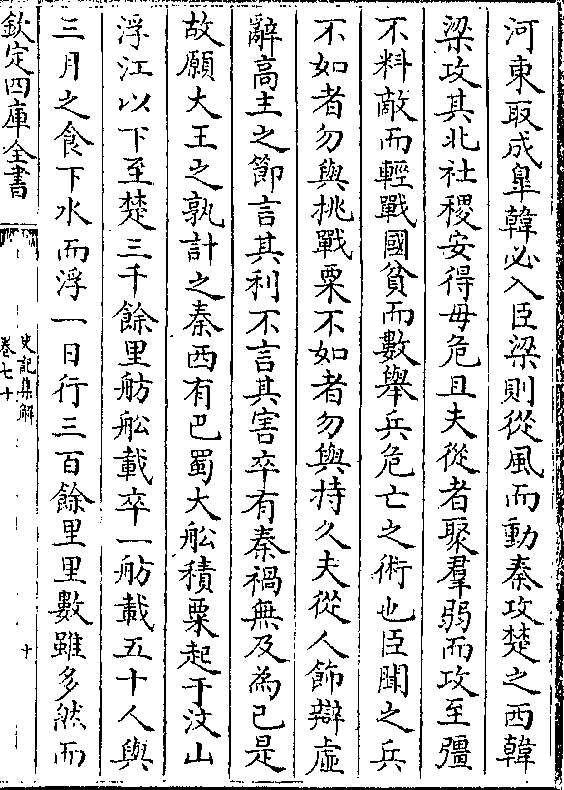 河東取成臯韓必入臣梁則從風而動秦攻楚之西韓
梁攻其北社稷安得毋危且夫從者聚羣弱而攻至彊
不料敵而輕戰國貧而數舉兵危亡之術也臣聞之兵
不如者勿與挑戰粟不如者勿與持久夫從人飾辯虛
辭高主之節言其利不言其害卒有秦禍無及為已是
故願大王之孰計之秦西有巴蜀大舩積粟起于汶山
浮江以下至楚三千餘里舫舩載卒一舫載五十人與
三月之食下水而浮一日行三百餘里里數雖多然而
欽定四庫全書
史記集解
卷七十
十